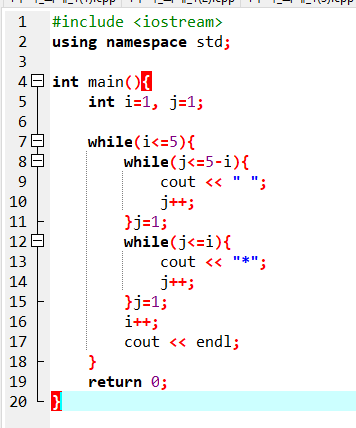 1 #include <iostream>
2 using namespace std;
3
4 int main(){
5 int i=1, j=1;
6
7 while(i<=5){
8 while(j<=5-i){
9 cout << " ";
10 j++;
11 }j=1;
12 while(j<=i){
13 cout << "*";
14 j++;
15 }j=1;
16 i++;
17 cout << endl;
18 }
19 return 0;
20 }